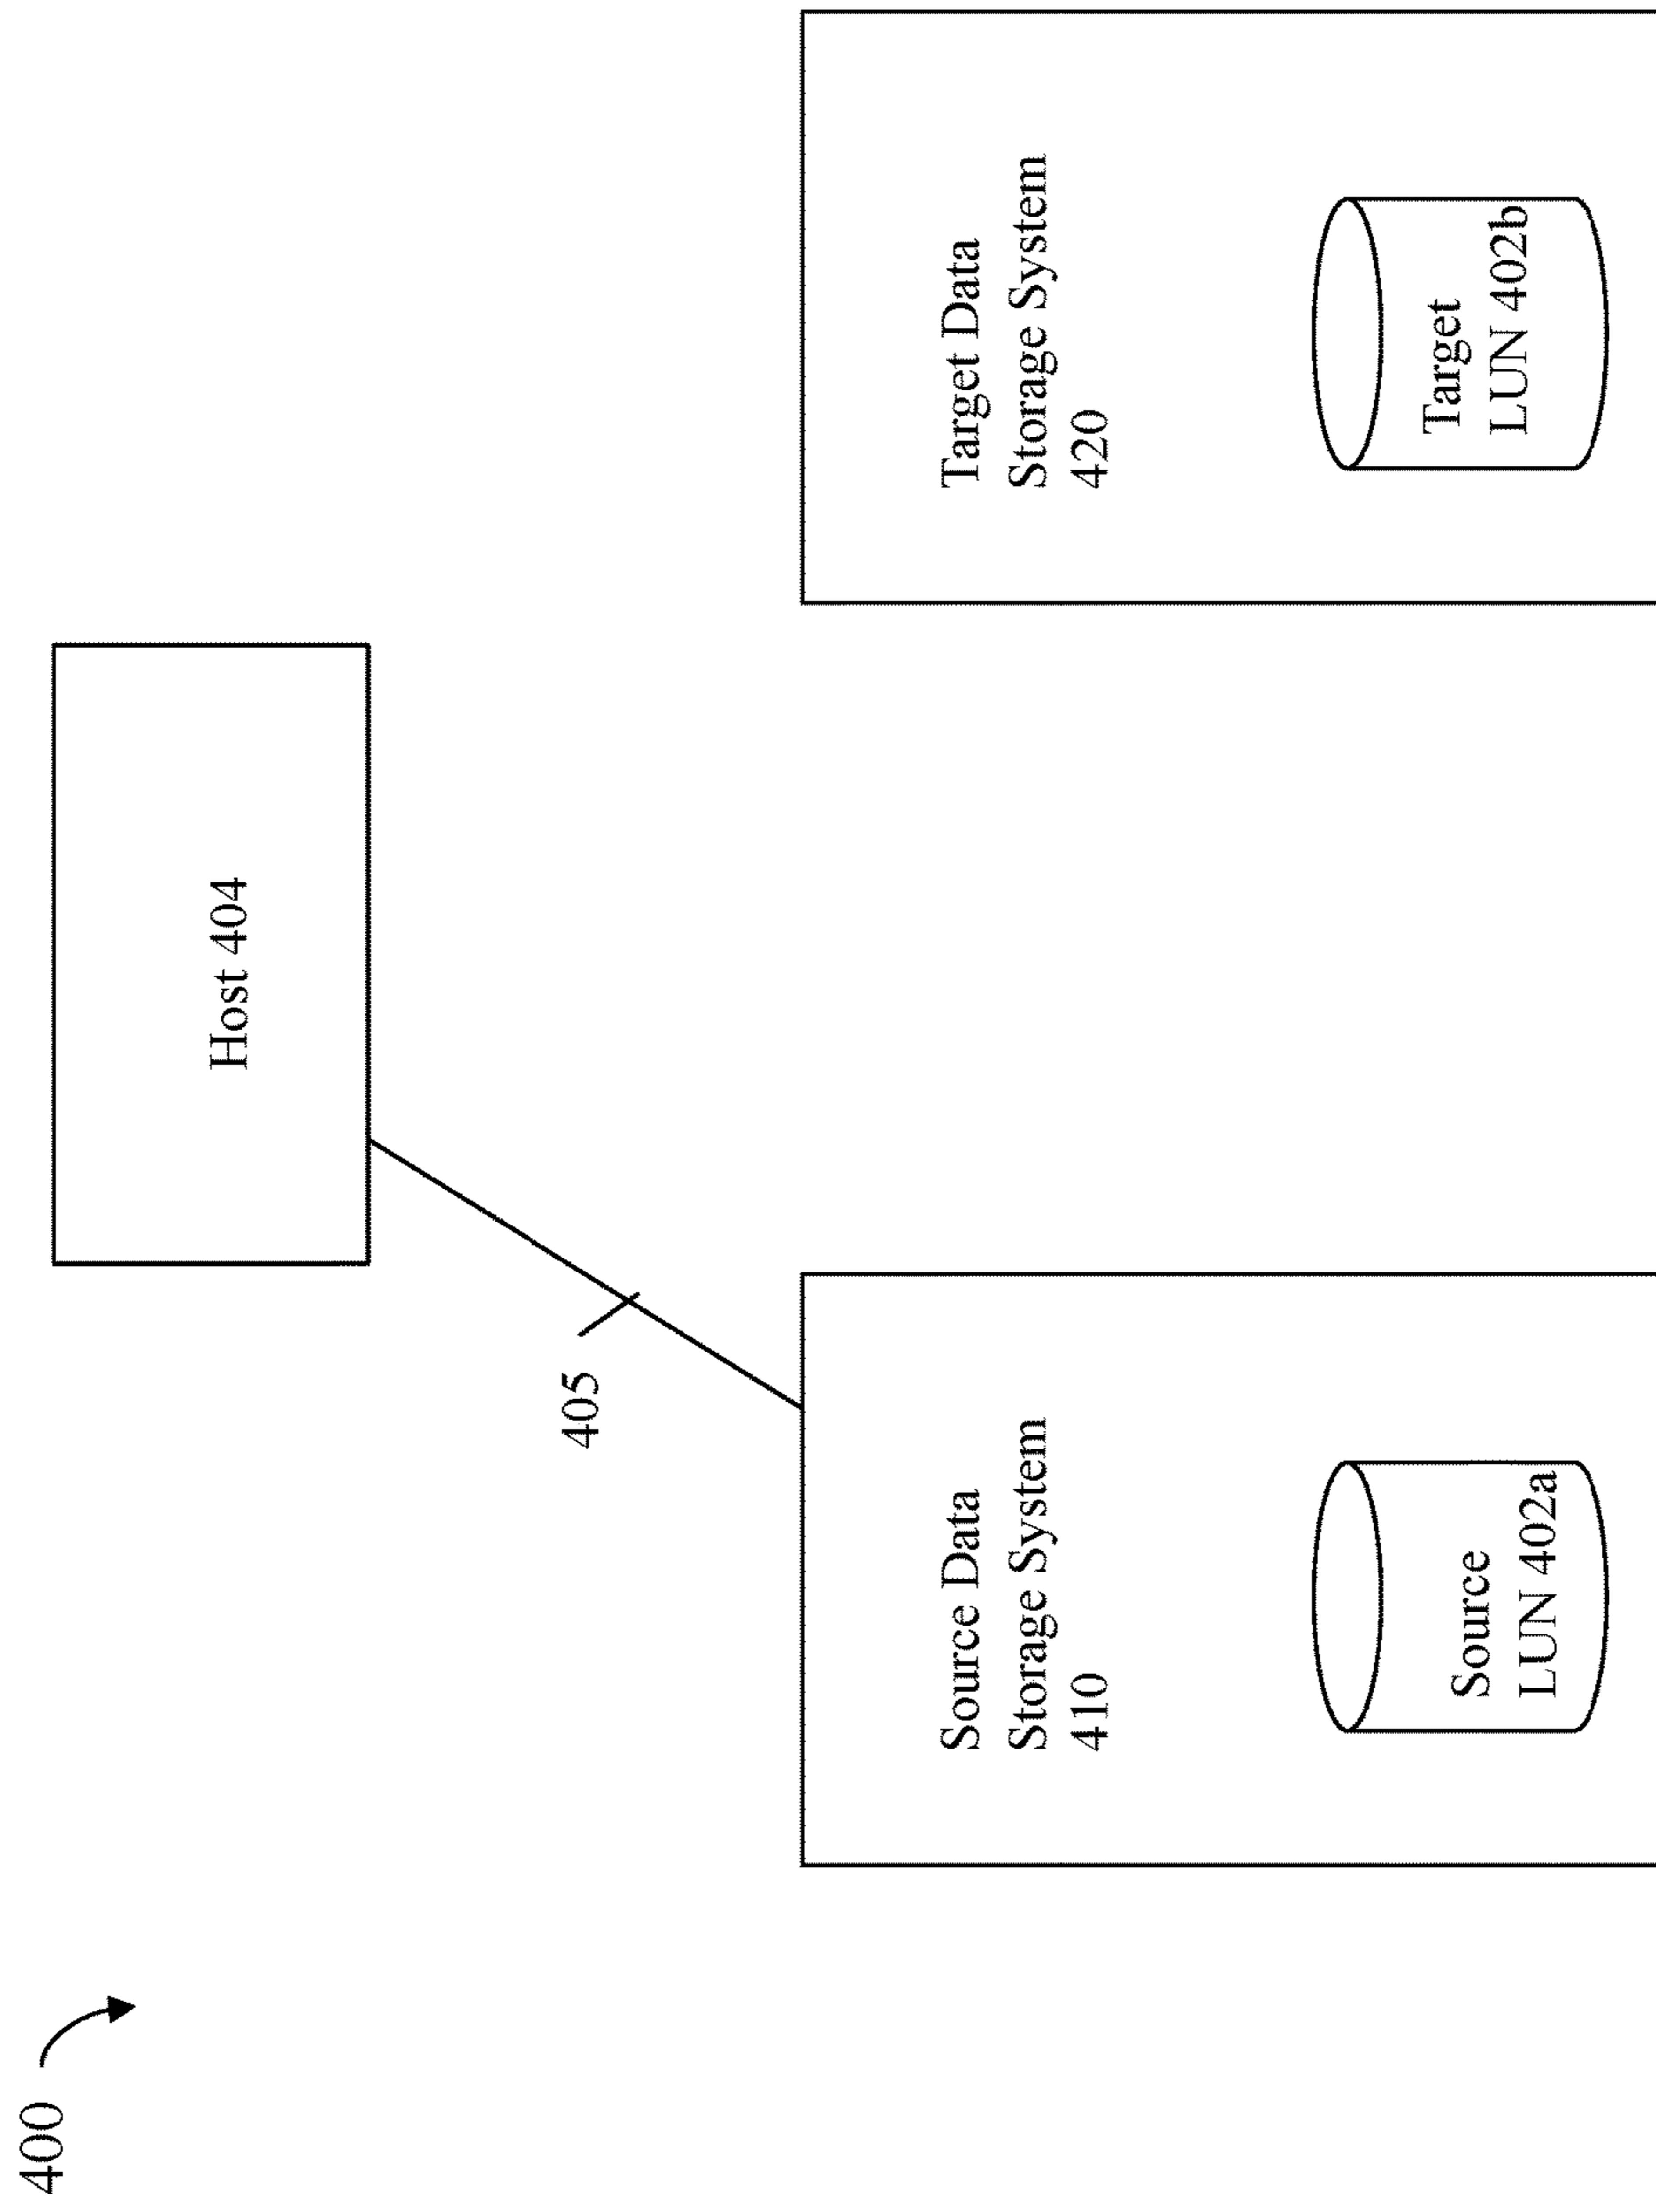 400
Host 404
405
Source Data
Storage System
410
Source
LUN 402a
Target Data
Storage System
420
Target
LUN 402b